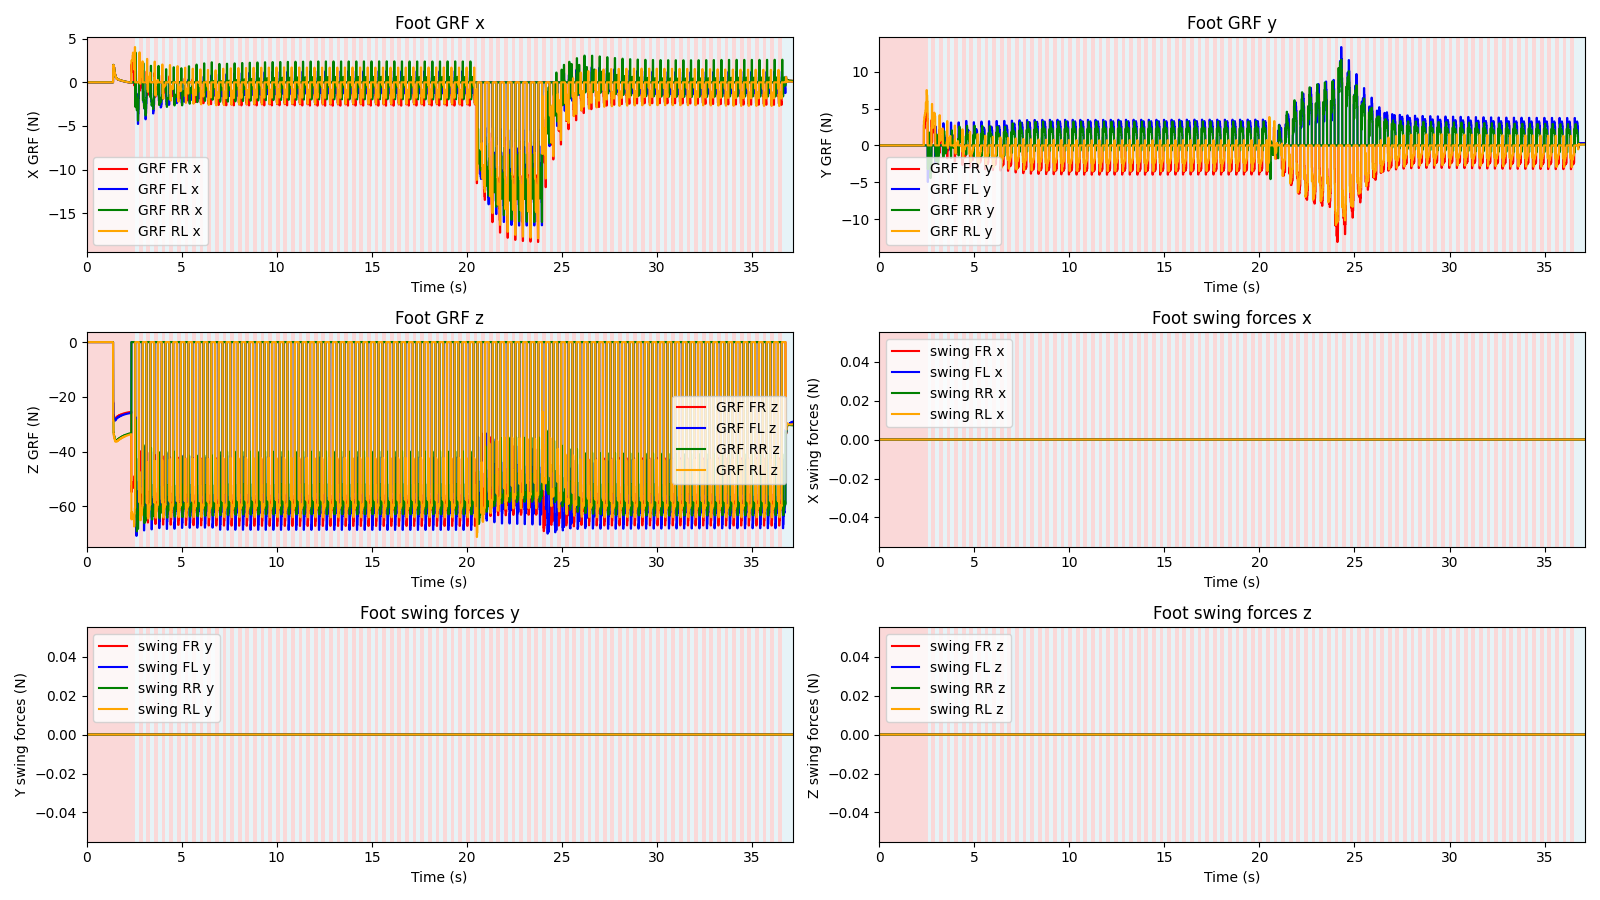 Foot GRF x
X GRF (N)
5
0
−5
−10
−15
GRF FR x
GRF FL x
GRF RR x
GRF RL x
0 5 10 15 20 25 30 35
Time (s)
Foot GRF y
Y GRF (N)
10
5
0
−5
−10
GRF FR y
GRF FL y
GRF RR y
GRF RL y
0 5 10 15 20 25 30 35
Time (s)
Foot GRF z
Z GRF (N)
0
−20
−40
−60
GRF FR z
GRF FL z
GRF RR z
GRF RL z
0 5 10 15 20 25 30 35
Time (s)
Foot swing forces x
X swing forces (N)
0.04
0.02
0.00
−0.02
−0.04
swing FR x
swing FL x
swing RR x
swing RL x
0 5 10 15 20 25 30 35
Time (s)
Foot swing forces y
Y swing forces (N)
0.04
0.02
0.00
−0.02
−0.04
swing FR y
swing FL y
swing RR y
swing RL y
0 5 10 15 20 25 30 35
Time (s)
Foot swing forces z
Z swing forces (N)
0.04
0.02
0.00
−0.02
−0.04
swing FR z
swing FL z
swing RR z
swing RL z
0 5 10 15 20 25 30 35
Time (s)